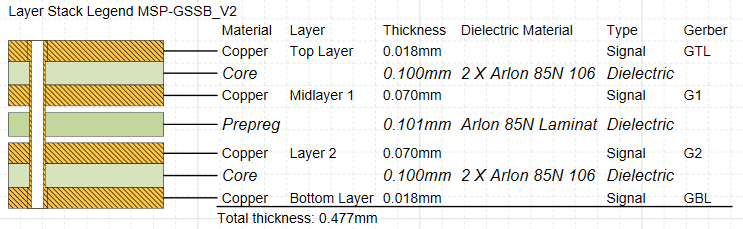 Layer Stack Legend MSP-GSSB_V2
Material Layer Thickness Dielectric Material Type Gerber
Copper Top Layer 0.018mm Signal GTL
Core 0.100mm 2 X Arlon 85N 106 Dielectric
Copper Midlayer 1 0.070mm Signal G1
Prepreg 0.101mm Arlon 85N Laminat Dielectric
Copper Layer 2 0.070mm Signal G2
Core 0.100mm 2 X Arlon 85N 106 Dielectric
Copper Bottom Layer 0.018mm Signal GBL
Total thickness: 0.477mm